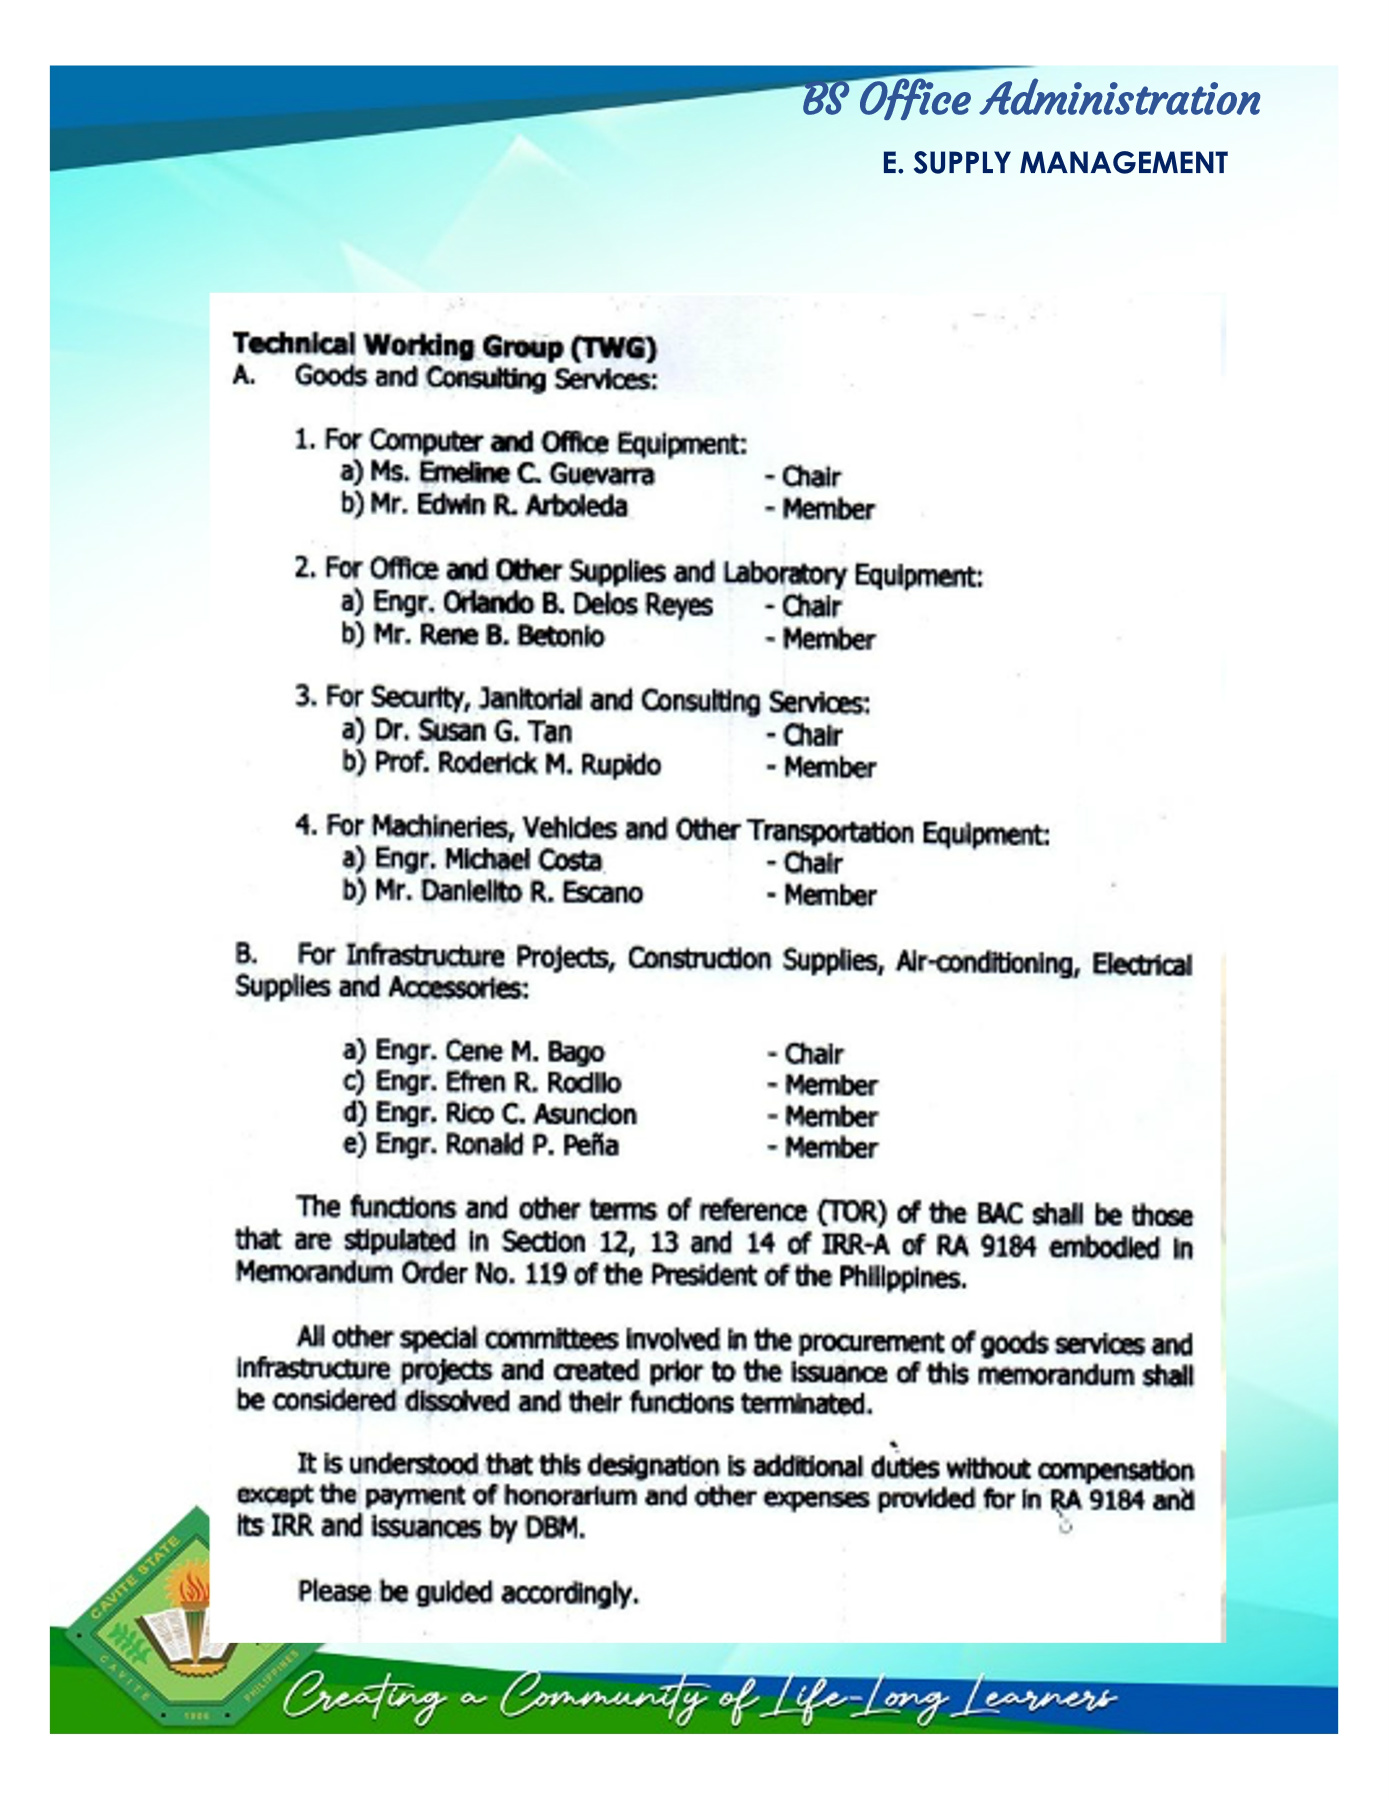 BS Office Administration
E. SUPPLY MANAGEMENT
Technical Working Group (TWG)
A. Goods and Consulting Services:
1. For Computer and Office Equipment:
a) Ms. Emeline C. Guevarra - Chair
b) Mr. Edwin R. Arboleda - Member
2. For Office and Other Supplies and Laboratory Equipment:
a) Engr. Orlando B. Delos Reyes - Chair
b) Mr. Rene B. Betonio - Member
3. For Security, Janitorial and Consulting Services:
a) Dr. Susan G. Tan - Chair
b) Prof. Roderick M. Rupido - Member
4. For Machineries, Vehicles and Other Transportation Equipment:
a) Engr. Michael Costa - Chair
b) Mr. Danielito R. Escano - Member
B. For Infrastructure Projects, Construction Supplies, Air-conditioning, Electrical
Supplies and Accessories:
a) Engr. Cene M. Bago - Chair
c) Engr. Efren R. Rocillo - Member
d) Engr. Rico C. Asuncion - Member
e) Engr. Ronald P. Peña - Member
The functions and other terms of reference (TOR) of the BAC shall be those
that are stipulated in Section 12, 13 and 14 of IRR-A of RA 9184 embodied in
Memorandum Order No. 119 of the President of the Philippines.
All other special committees involved in the procurement of goods services and
infrastructure projects and created prior to the issuance of this memorandum shall
be considered dissolved and their functions terminated.
It is understood that this designation is additional duties without compensation
except the payment of honorarium and other expenses provided for in RA 9184 and
its IRR and issuances by DBM.
Please be guided accordingly.
CAVITE STATE
CAVITE
PHILIPPINES
1906
Creating a Community of Life-Long Learners